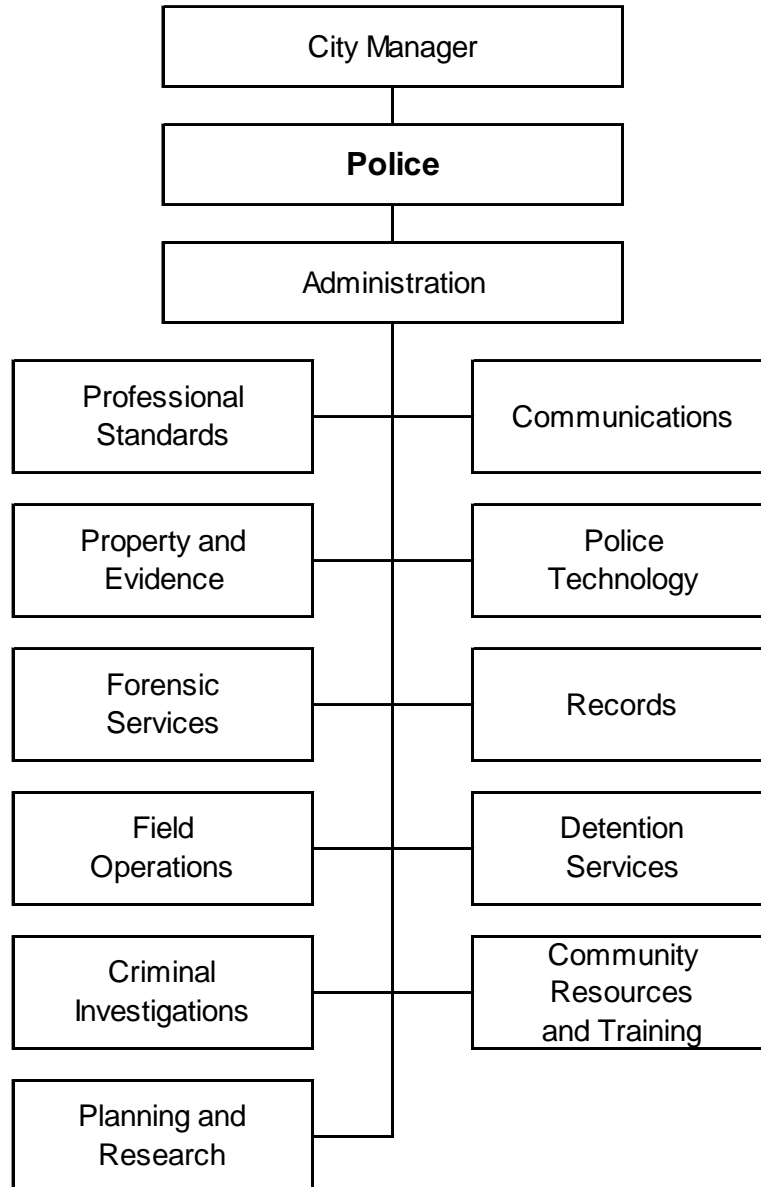 City Manager
Police
Administration
Professional
Standards
Communications
Property and
Evidence
Police
Technology
Forensic
Services
Records
Field
Operations
Detention
Services
Criminal
Investigations
Community
Resources
and Training
Planning and
Research